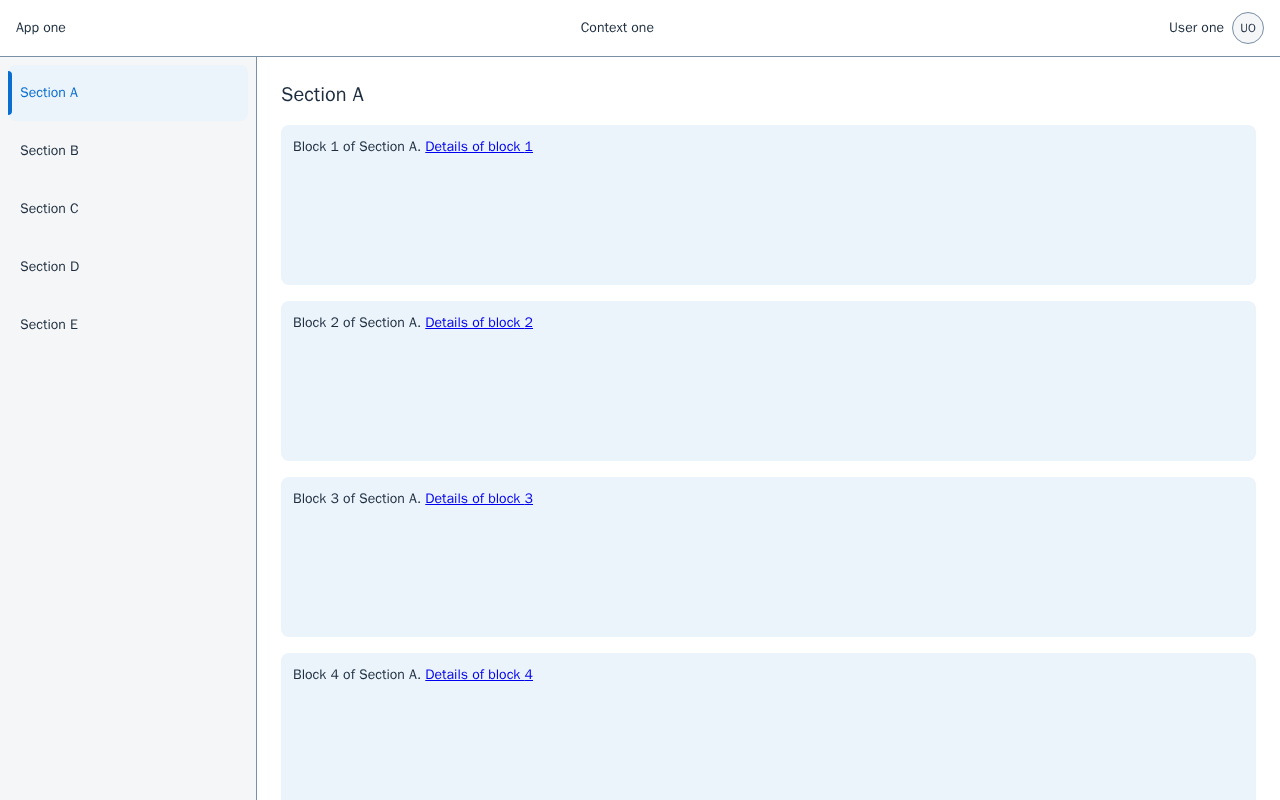 App one
Context one
User one
UO
Section A
Section B
Section C
Section D
Section E
Section A
Block 1 of Section A. Details of block 1
Block 2 of Section A. Details of block 2
Block 3 of Section A. Details of block 3
Block 4 of Section A. Details of block 4